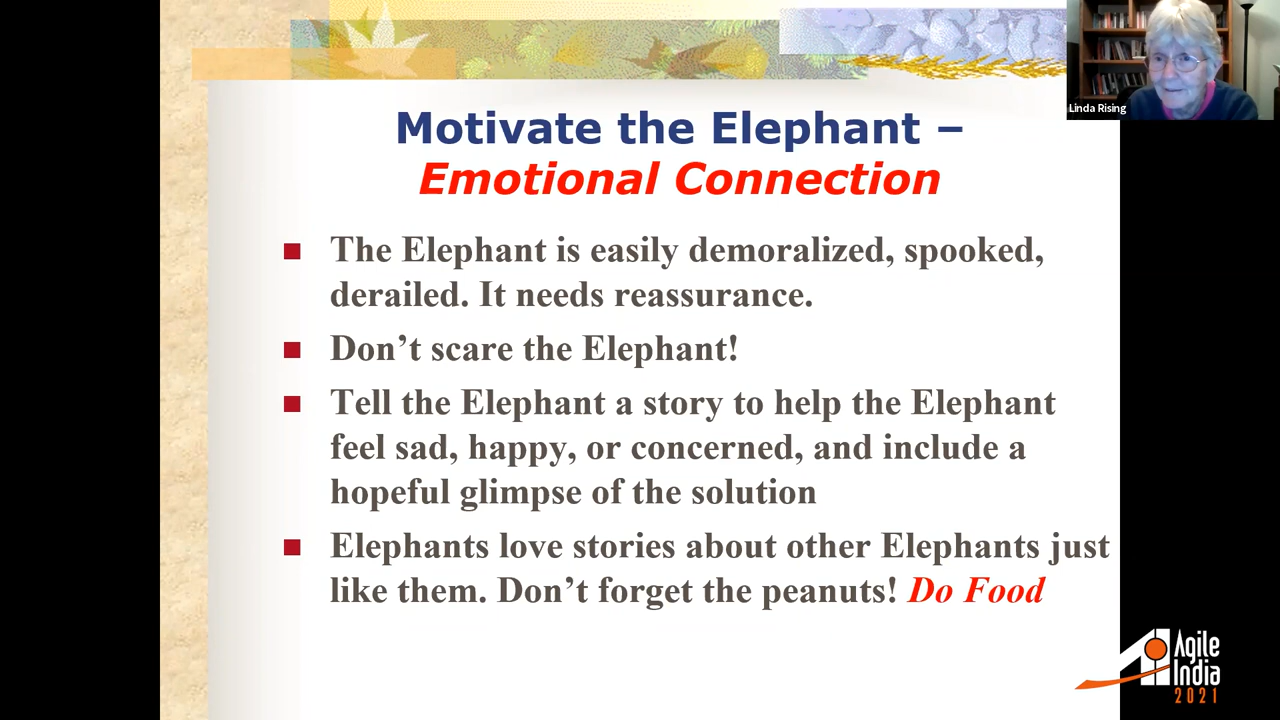 Linda Rising
Motivate the Elephant –
Emotional Connection
The Elephant is easily demoralized, spooked,
derailed. It needs reassurance.
Don’t scare the Elephant!
Tell the Elephant a story to help the Elephant
feel sad, happy, or concerned, and include a
hopeful glimpse of the solution
Elephants love stories about other Elephants just
like them. Don’t forget the peanuts! Do Food
Agile
India
2021